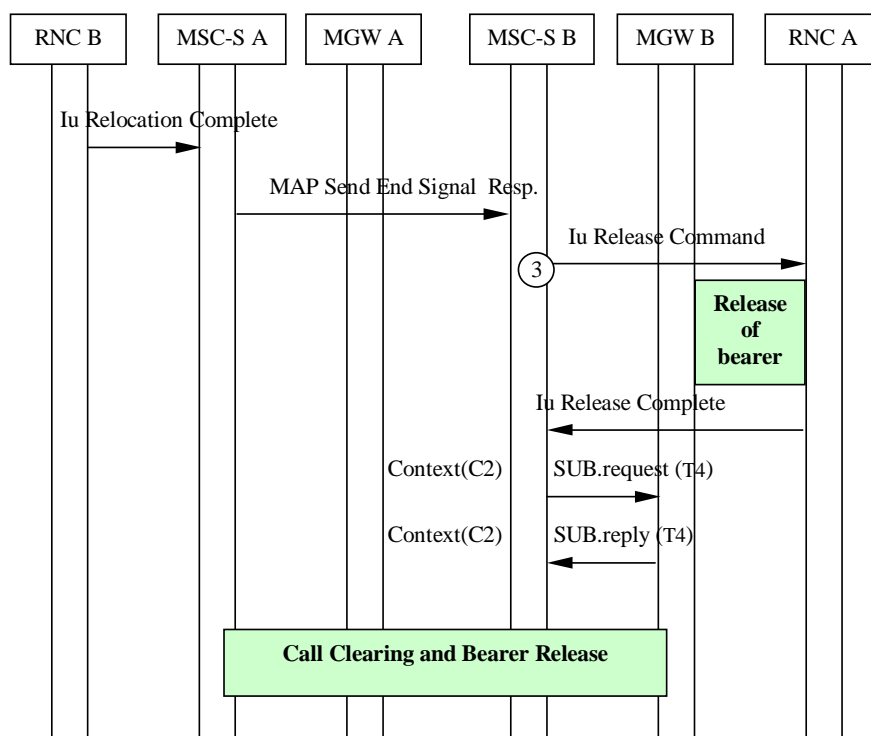 RNC B
MSC-S A
MGW A
MSC-S B
MGW B
RNC A
Iu Relocation Complete
MAP Send End Signal Resp.
Iu Release Command
3
Release
of
bearer
Iu Release Complete
Context(C2)
SUB.request (T4)
Context(C2)
SUB.reply (T4)
Call Clearing and Bearer Release